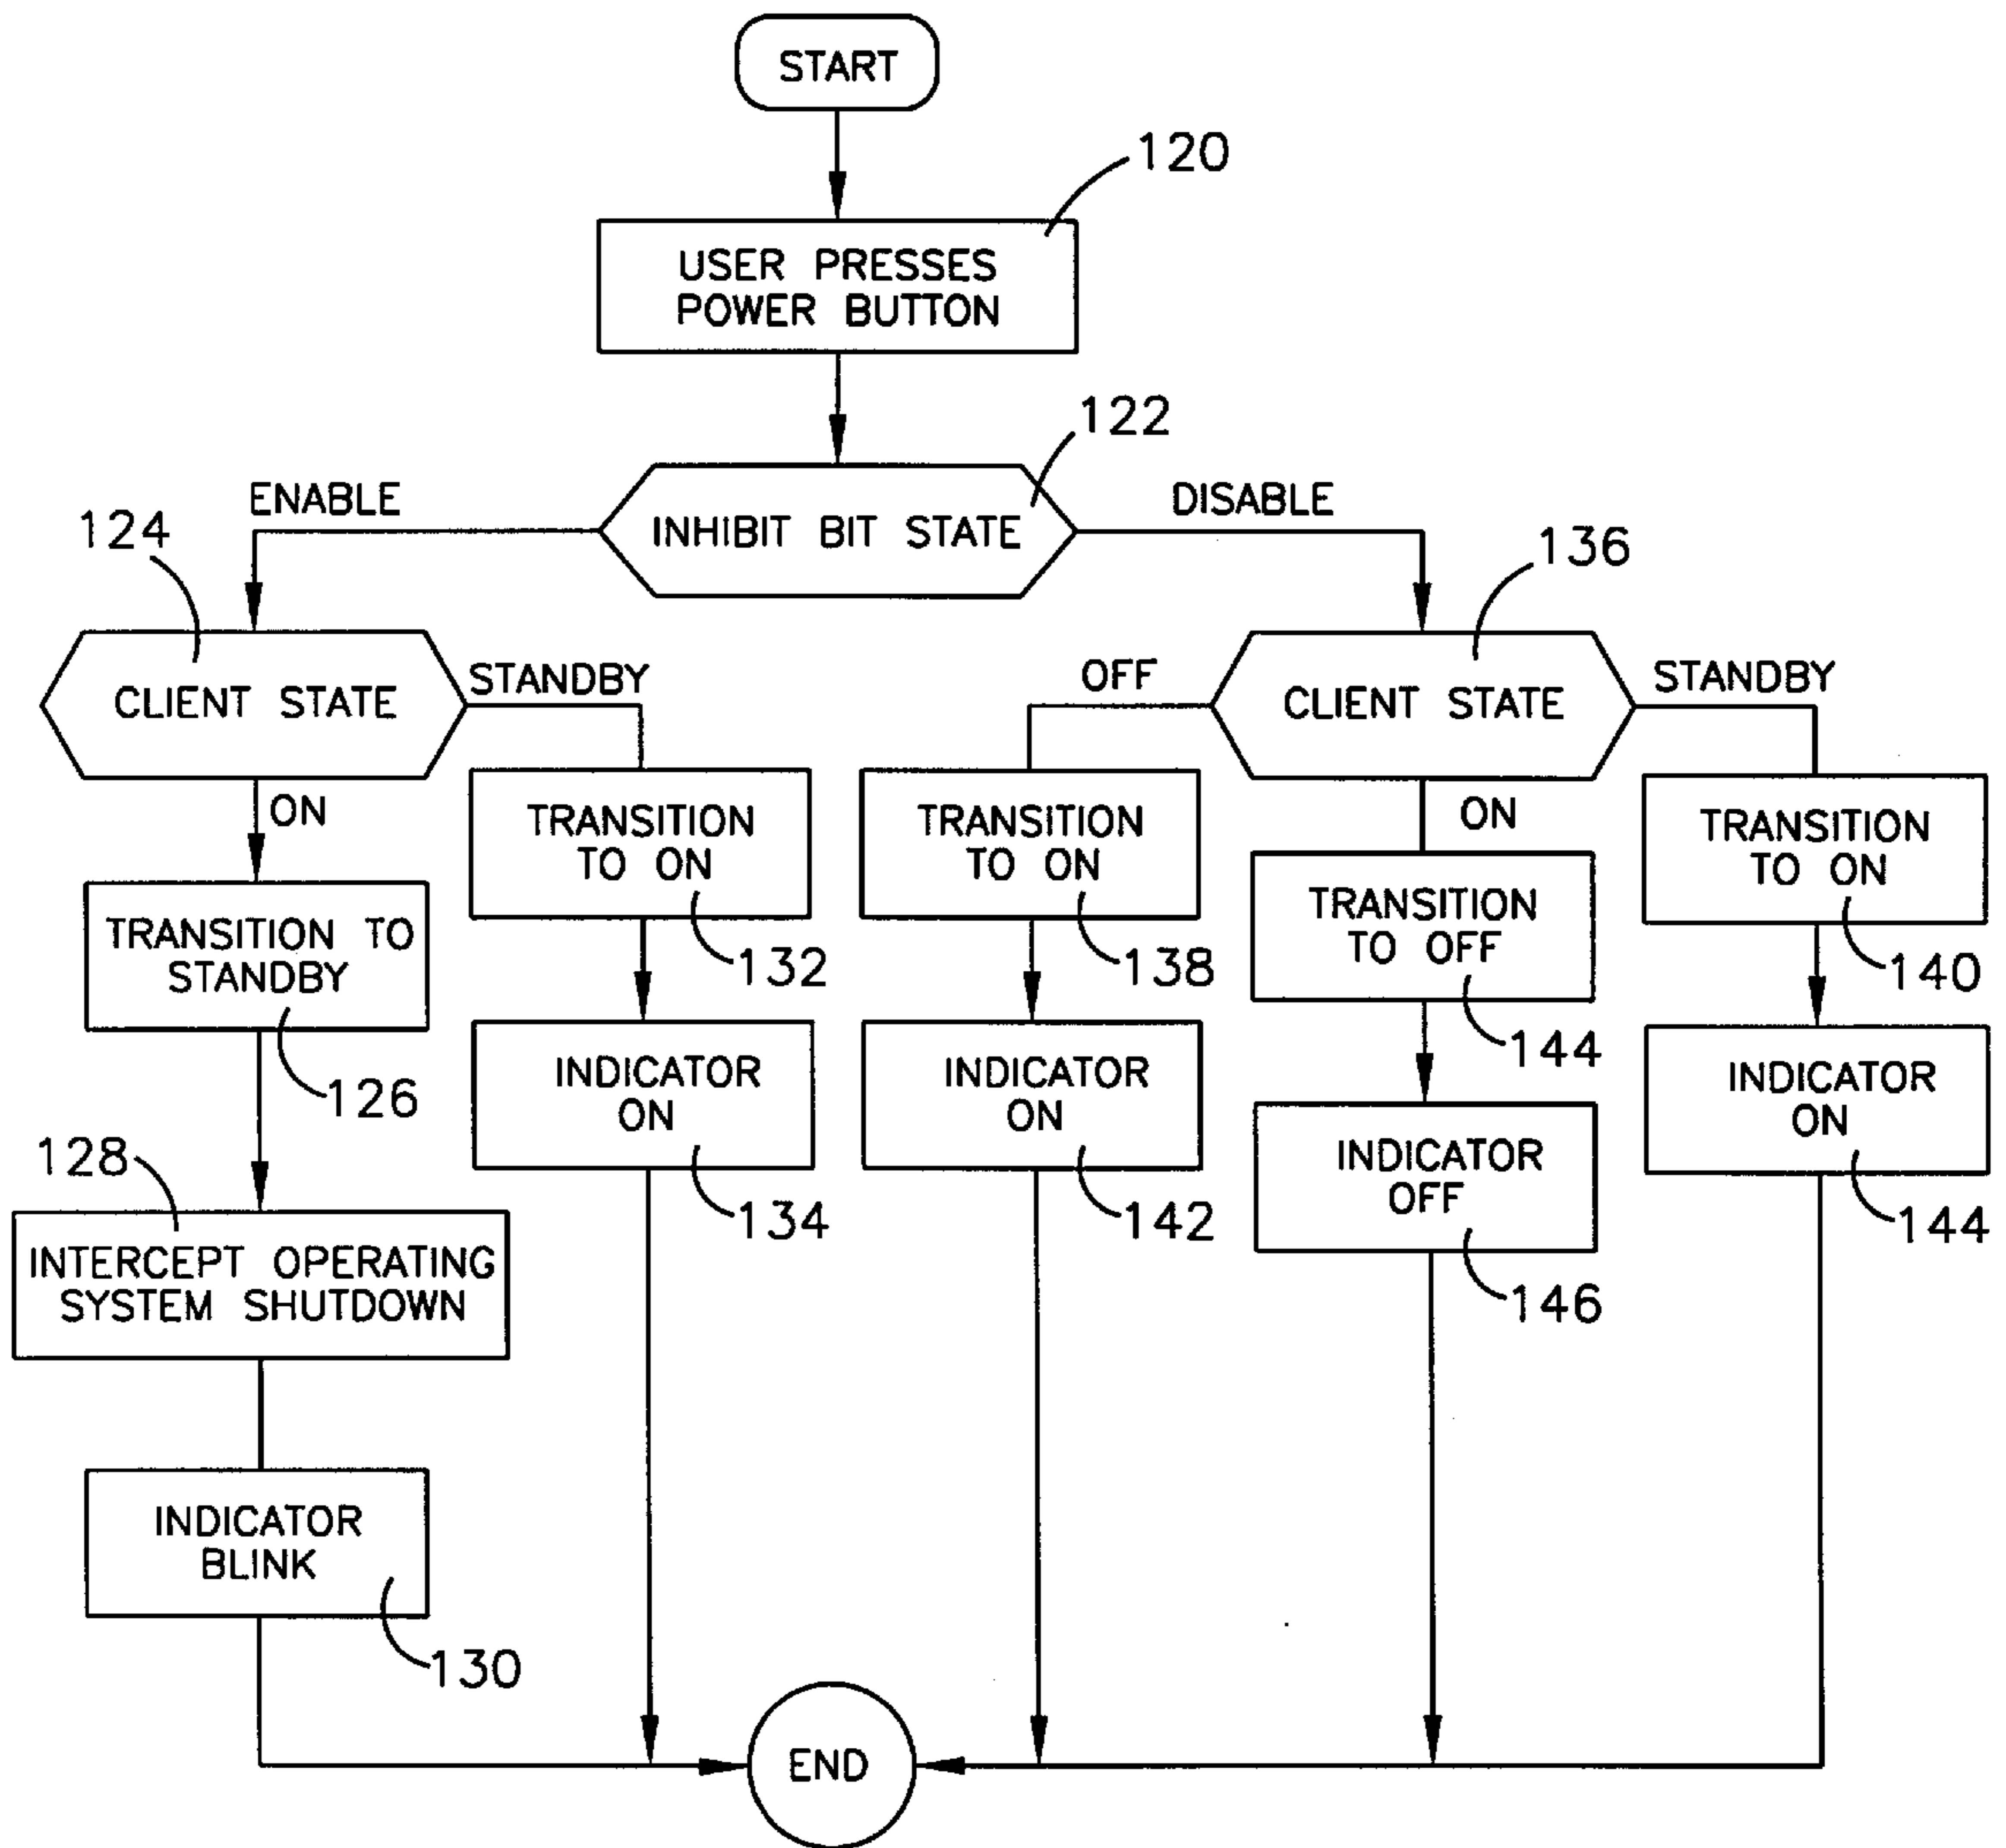 START
120
USER PRESSES
POWER BUTTON
122
ENABLE
INHIBIT BIT STATE
DISABLE
124
136
CLIENT STATE
STANDBY
OFF
CLIENT STATE
STANDBY
ON
ON
TRANSITION TO
STANDBY
126
TRANSITION
TO ON
132
TRANSITION
TO ON
138
TRANSITION
TO OFF
144
TRANSITION
TO ON
140
INDICATOR
ON
134
INDICATOR
ON
142
INDICATOR
OFF
146
INDICATOR
ON
144
128
INTERCEPT OPERATING
SYSTEM SHUTDOWN
INDICATOR
BLINK
130
END